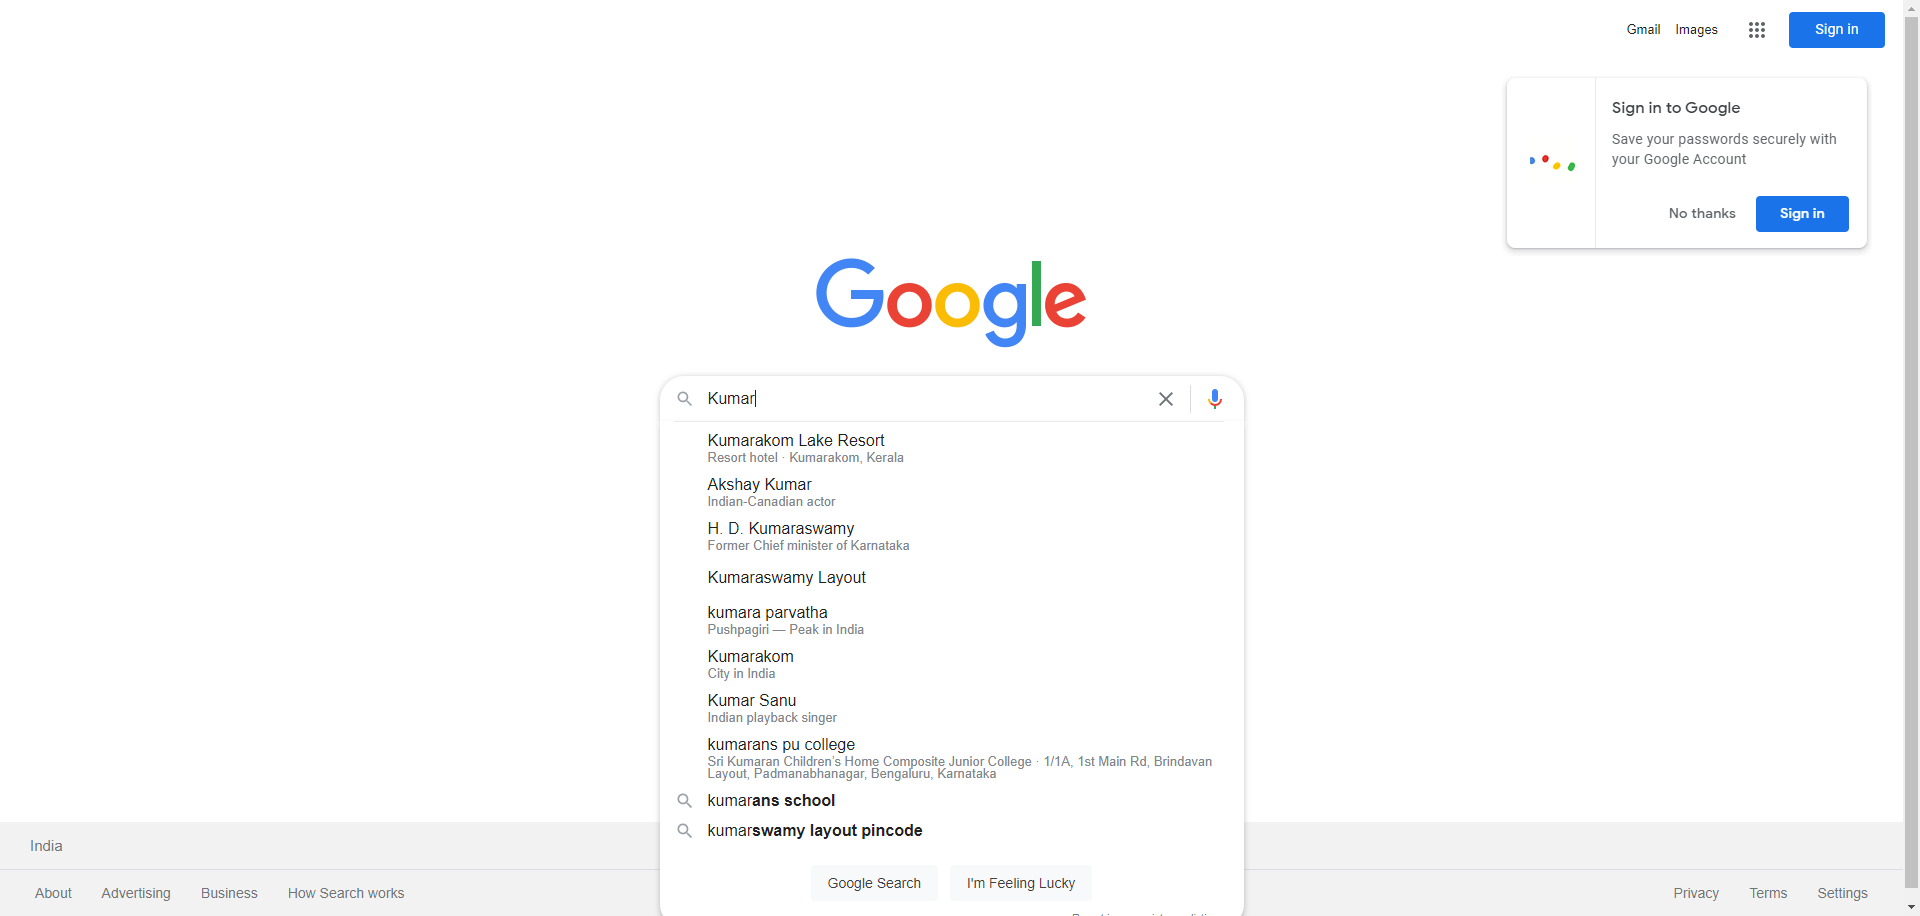 Gmail Images Sign in
Sign in to Google
Save your passwords securely with
your Google Account
No thanks Sign in
Google
Kumar
Kumarakom Lake Resort
Resort hotel · Kumarakom, Kerala
Akshay Kumar
Indian-Canadian actor
H. D. Kumaraswamy
Former Chief minister of Karnataka
Kumaraswamy Layout
kumara parvatha
Pushpagiri — Peak in India
Kumarakom
City in India
Kumar Sanu
Indian playback singer
kumarans pu college
Sri Kumaran Children's Home Composite Junior College · 1/1A, 1st Main Rd, Brindavan
Layout, Padmanabhanagar, Bengaluru, Karnataka
kumarans school
kumarswamy layout pincode
Google Search I'm Feeling Lucky
India
About Advertising Business How Search works Privacy Terms Settings